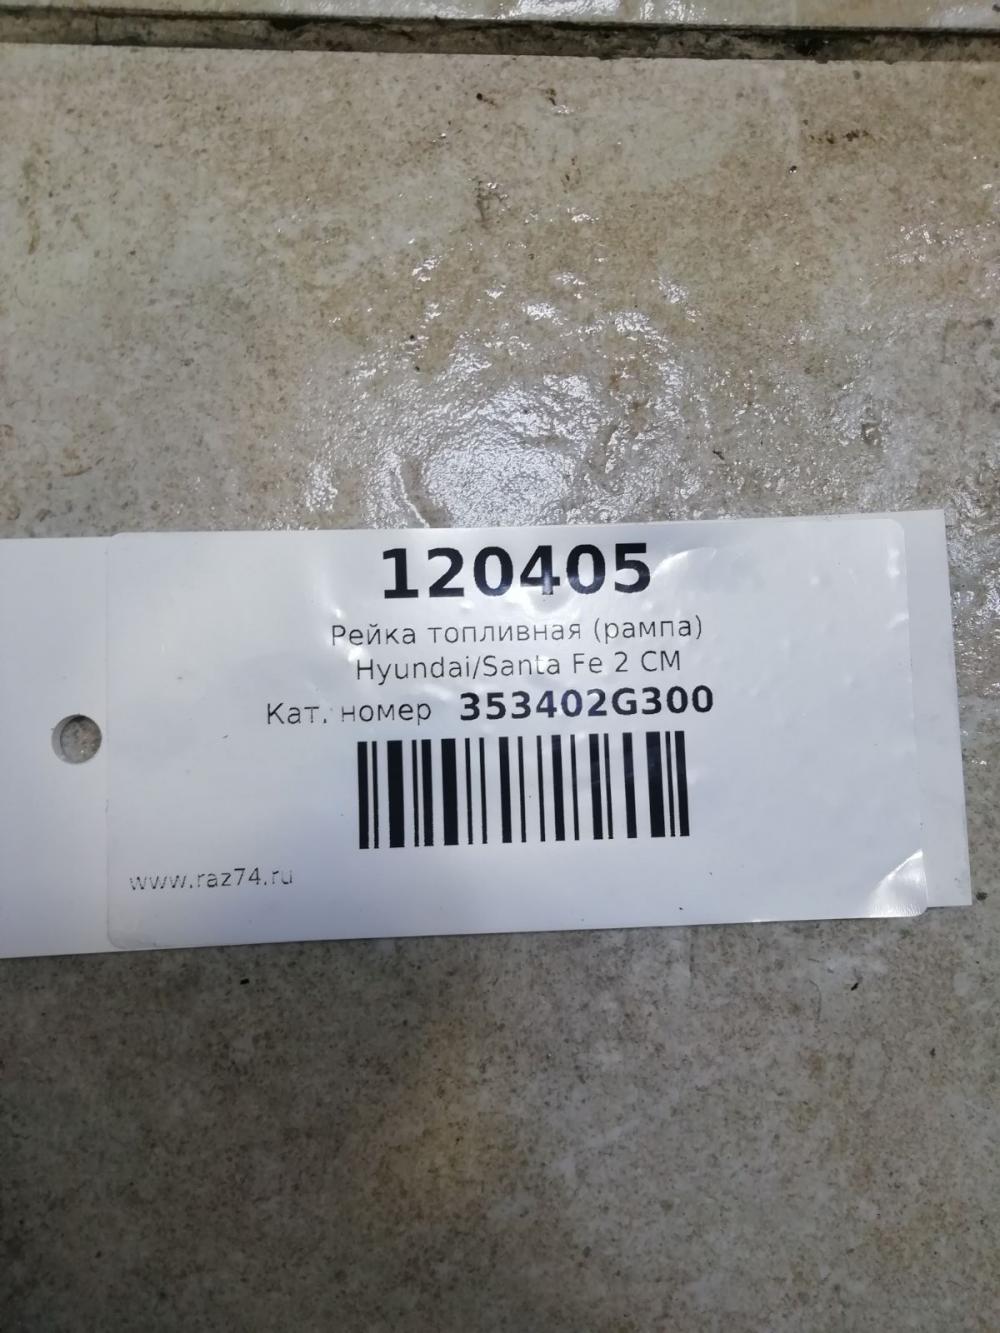 120405
Рейка топливная (рампа)
Hyundai/Santa Fe 2 CM
Кат. номер 353402G300
www.raz74.ru